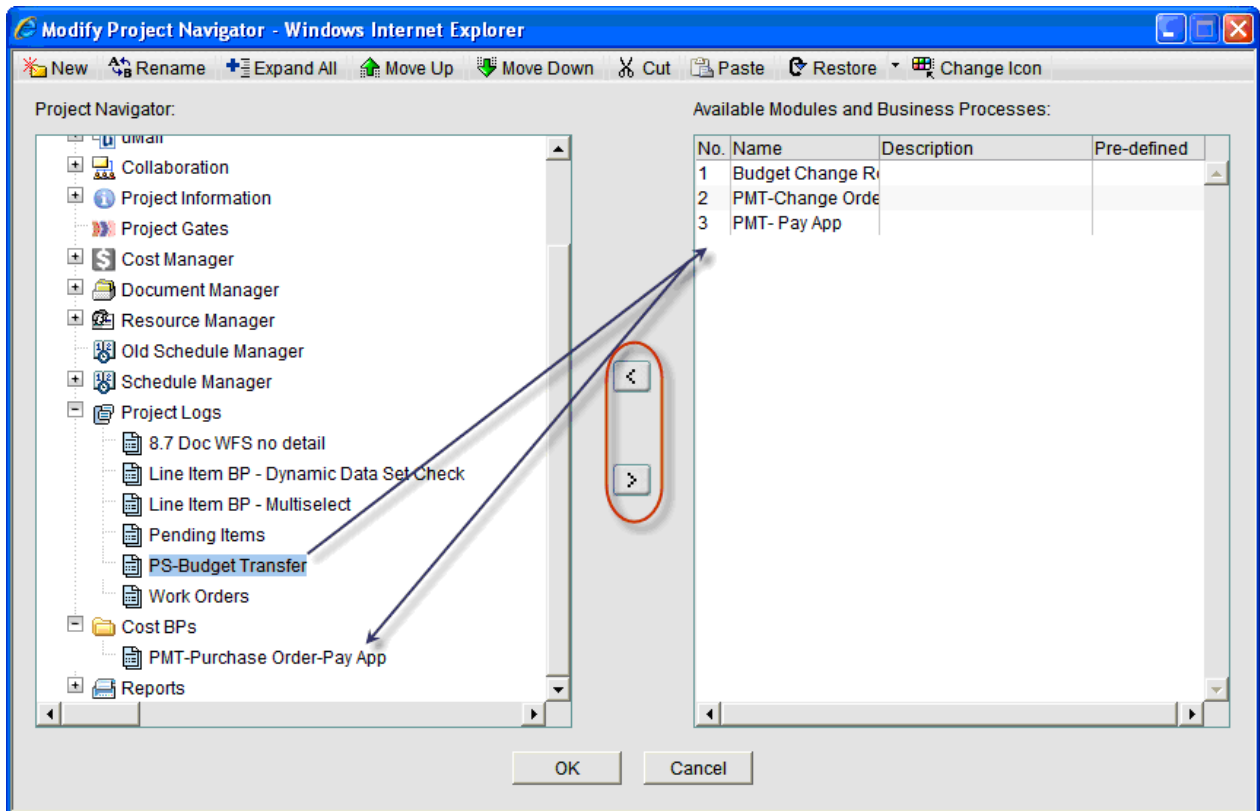 Modify Project Navigator - Windows Internet Explorer
New Rename Expand All Move Up Move Down Cut Paste Restore Change Icon
Project Navigator:
Available Modules and Business Processes:
uMail
Collaboration
Project Information
Project Gates
Cost Manager
Document Manager
Resource Manager
Old Schedule Manager
Schedule Manager
Project Logs
8.7 Doc WFS no detail
Line Item BP - Dynamic Data Set Check
Line Item BP - Multiselect
Pending Items
PS-Budget Transfer
Work Orders
Cost BPs
PMT-Purchase Order-Pay App
Reports
No. Name Description Pre-defined
1 Budget Change Re
2 PMT-Change Orde
3 PMT- Pay App
<
>
OK Cancel